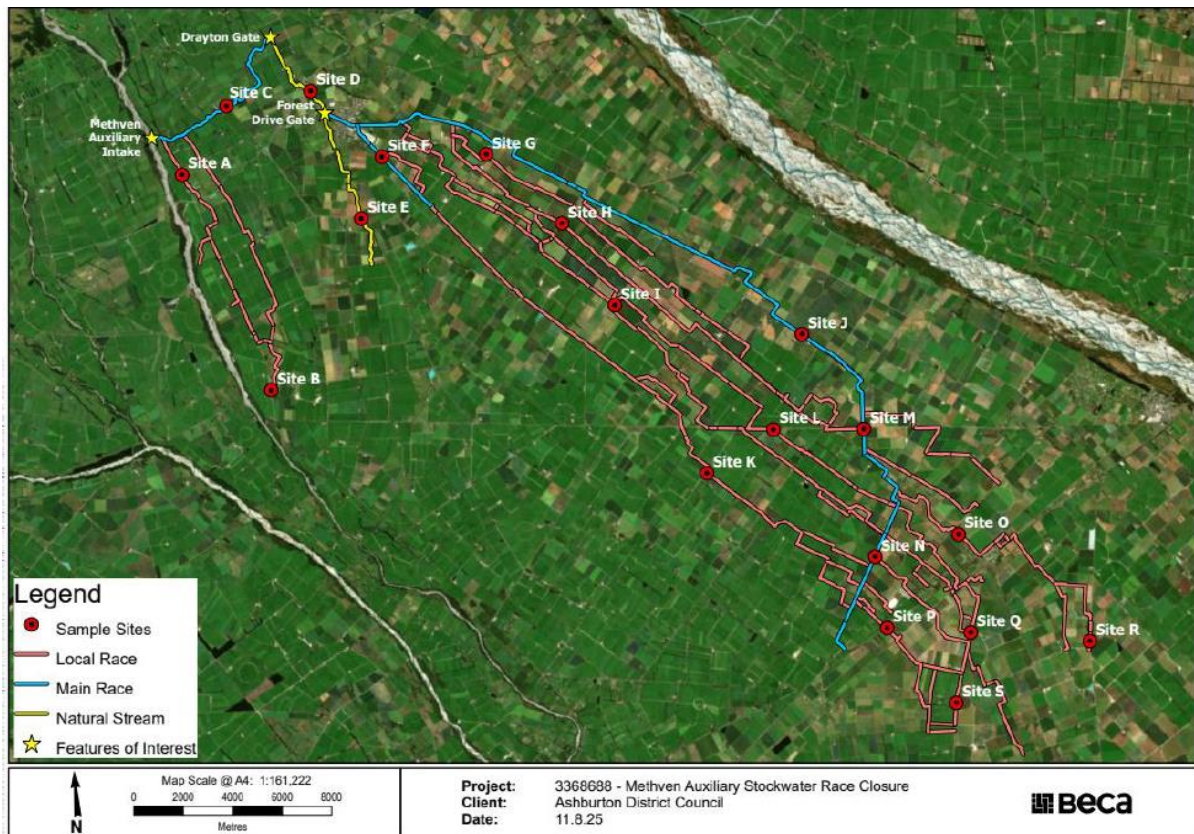 Drayton Gate
Site D
Site C
Forest
Drive Gate
Methven
Auxiliary
Intake
Site A
Site F
Site G
Site E
Site H
Site I
Site J
Site B
Site L
Site M
Site K
Site O
Site N
Site P
Site Q
Site R
Site S
Legend
Sample Sites
Local Race
Main Race
Natural Stream
Features of Interest
N
Map Scale @ A4: 1:161,222
0 2000 4000 6000 8000
Metres
Project: 3368688 - Methven Auxiliary Stockwater Race Closure
Client: Ashburton District Council
Date: 11.8.25
Beca